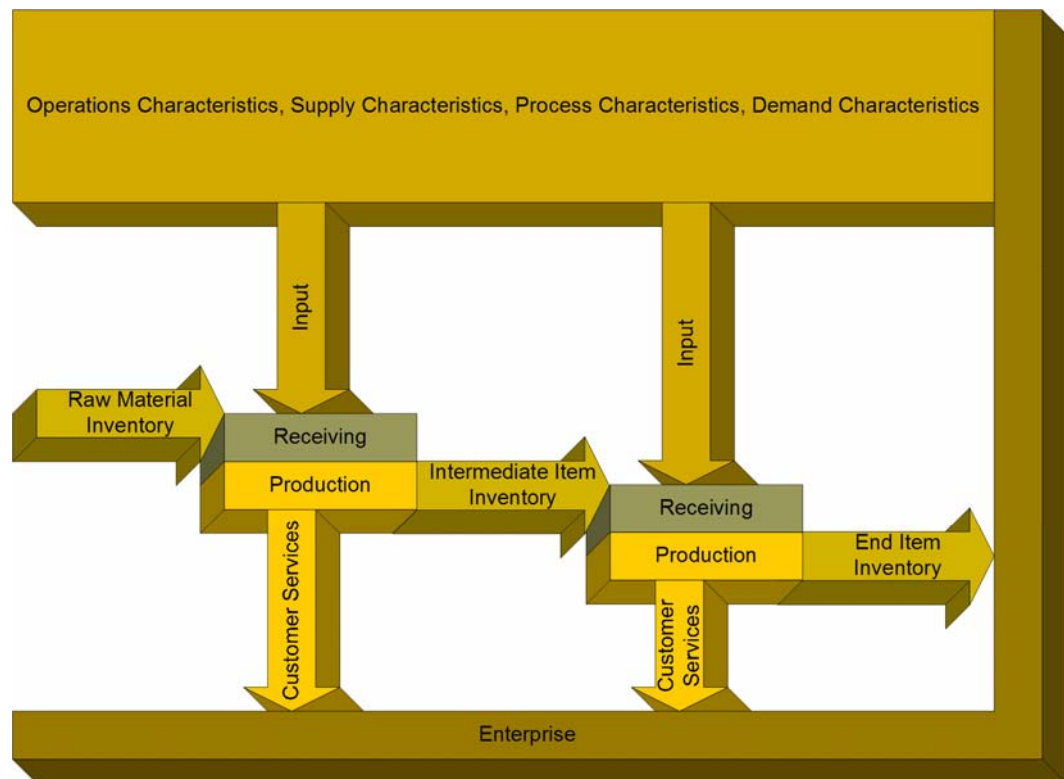 Operations Characteristics, Supply Characteristics, Process Characteristics, Demand Characteristics
Input
Input
Raw Material
Inventory
Receiving
Production
Intermediate Item
Inventory
Receiving
Production
End Item
Inventory
Customer Services
Customer
Services
Enterprise